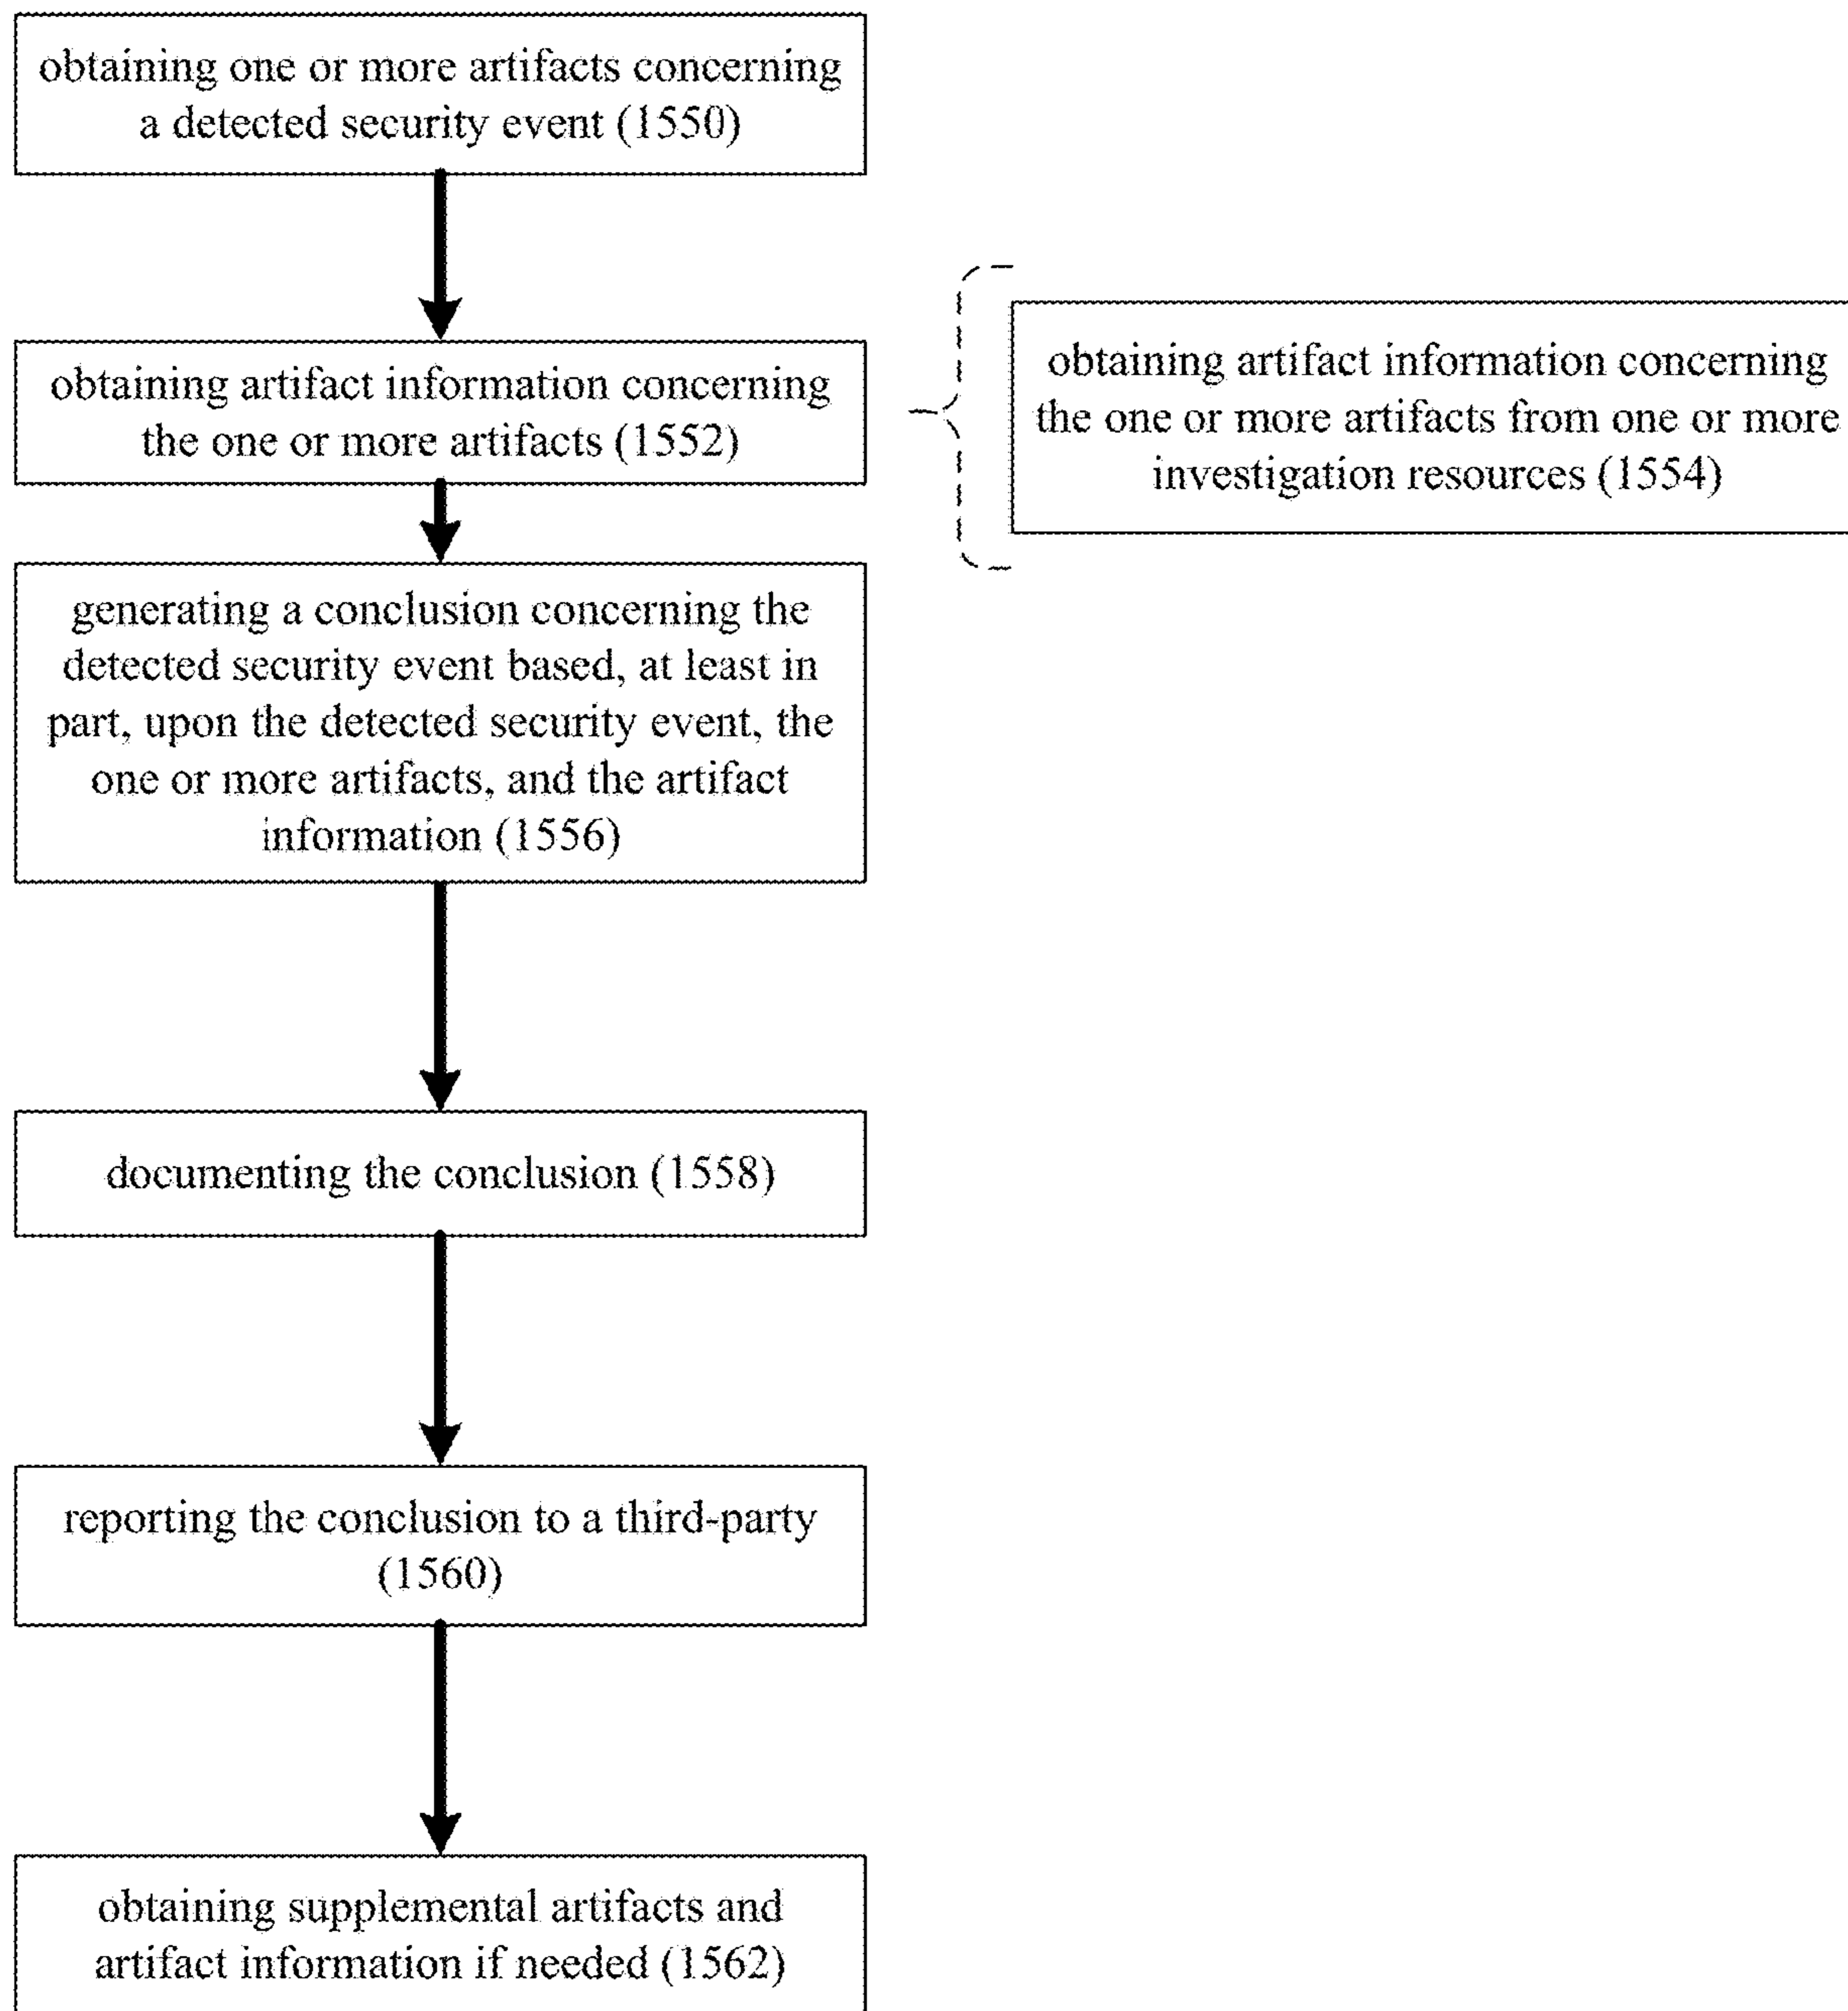 obtaining one or more artifacts concerning
a detected security event (1550)
obtaining artifact information concerning
the one or more artifacts (1552)
obtaining artifact information concerning
the one or more artifacts from one or more
investigation resources (1554)
generating a conclusion concerning the
detected security event based, at least in
part, upon the detected security event, the
one or more artifacts, and the artifact
information (1556)
documenting the conclusion (1558)
reporting the conclusion to a third-party
(1560)
obtaining supplemental artifacts and
artifact information if needed (1562)